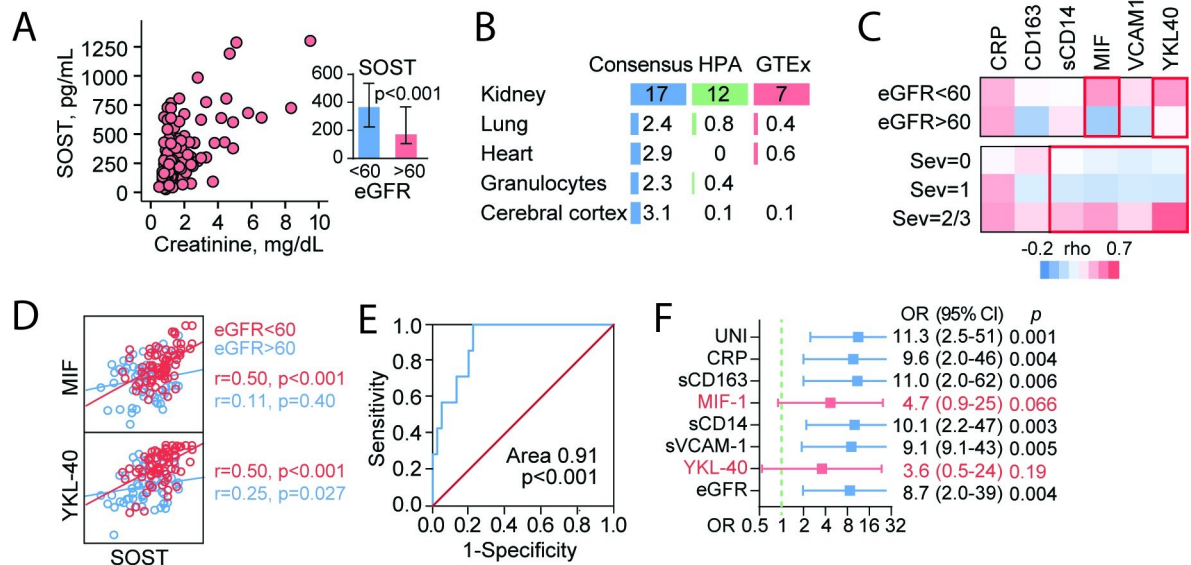 A
SOST, pg/mL
1250
1000
750
500
250
0
0 2 4 6 8 10
Creatinine, mg/dL
SOST
p<0.001
600
400
200
0
<60 >60
eGFR
B
Consensus HPA GTEx
Kidney 17 12 7
Lung 2.4 0.8 0.4
Heart 2.9 0 0.6
Granulocytes 2.3 0.4
Cerebral cortex 3.1 0.1 0.1
C
CRP CD163 sCD14 MIF VCAM1 YKL40
eGFR<60
eGFR>60
Sev=0
Sev=1
Sev=2/3
-0.2 rho 0.7
D
MIF
eGFR<60
eGFR>60
r=0.50, p<0.001
r=0.11, p=0.40
YKL-40
r=0.50, p<0.001
r=0.25, p=0.027
SOST
E
Sensitivity
1.0
0.8
0.6
0.4
0.2
0.0
Area 0.91
p<0.001
0.0 0.2 0.4 0.6 0.8 1.0
1-Specificity
F
OR (95% CI) p
UNI 11.3 (2.5-51) 0.001
CRP 9.6 (2.0-46) 0.004
sCD163 11.0 (2.0-62) 0.006
MIF-1 4.7 (0.9-25) 0.066
sCD14 10.1 (2.2-47) 0.003
sVCAM-1 9.1 (9.1-43) 0.005
YKL-40 3.6 (0.5-24) 0.19
eGFR 8.7 (2.0-39) 0.004
OR 0.5 1 2 4 8 16 32